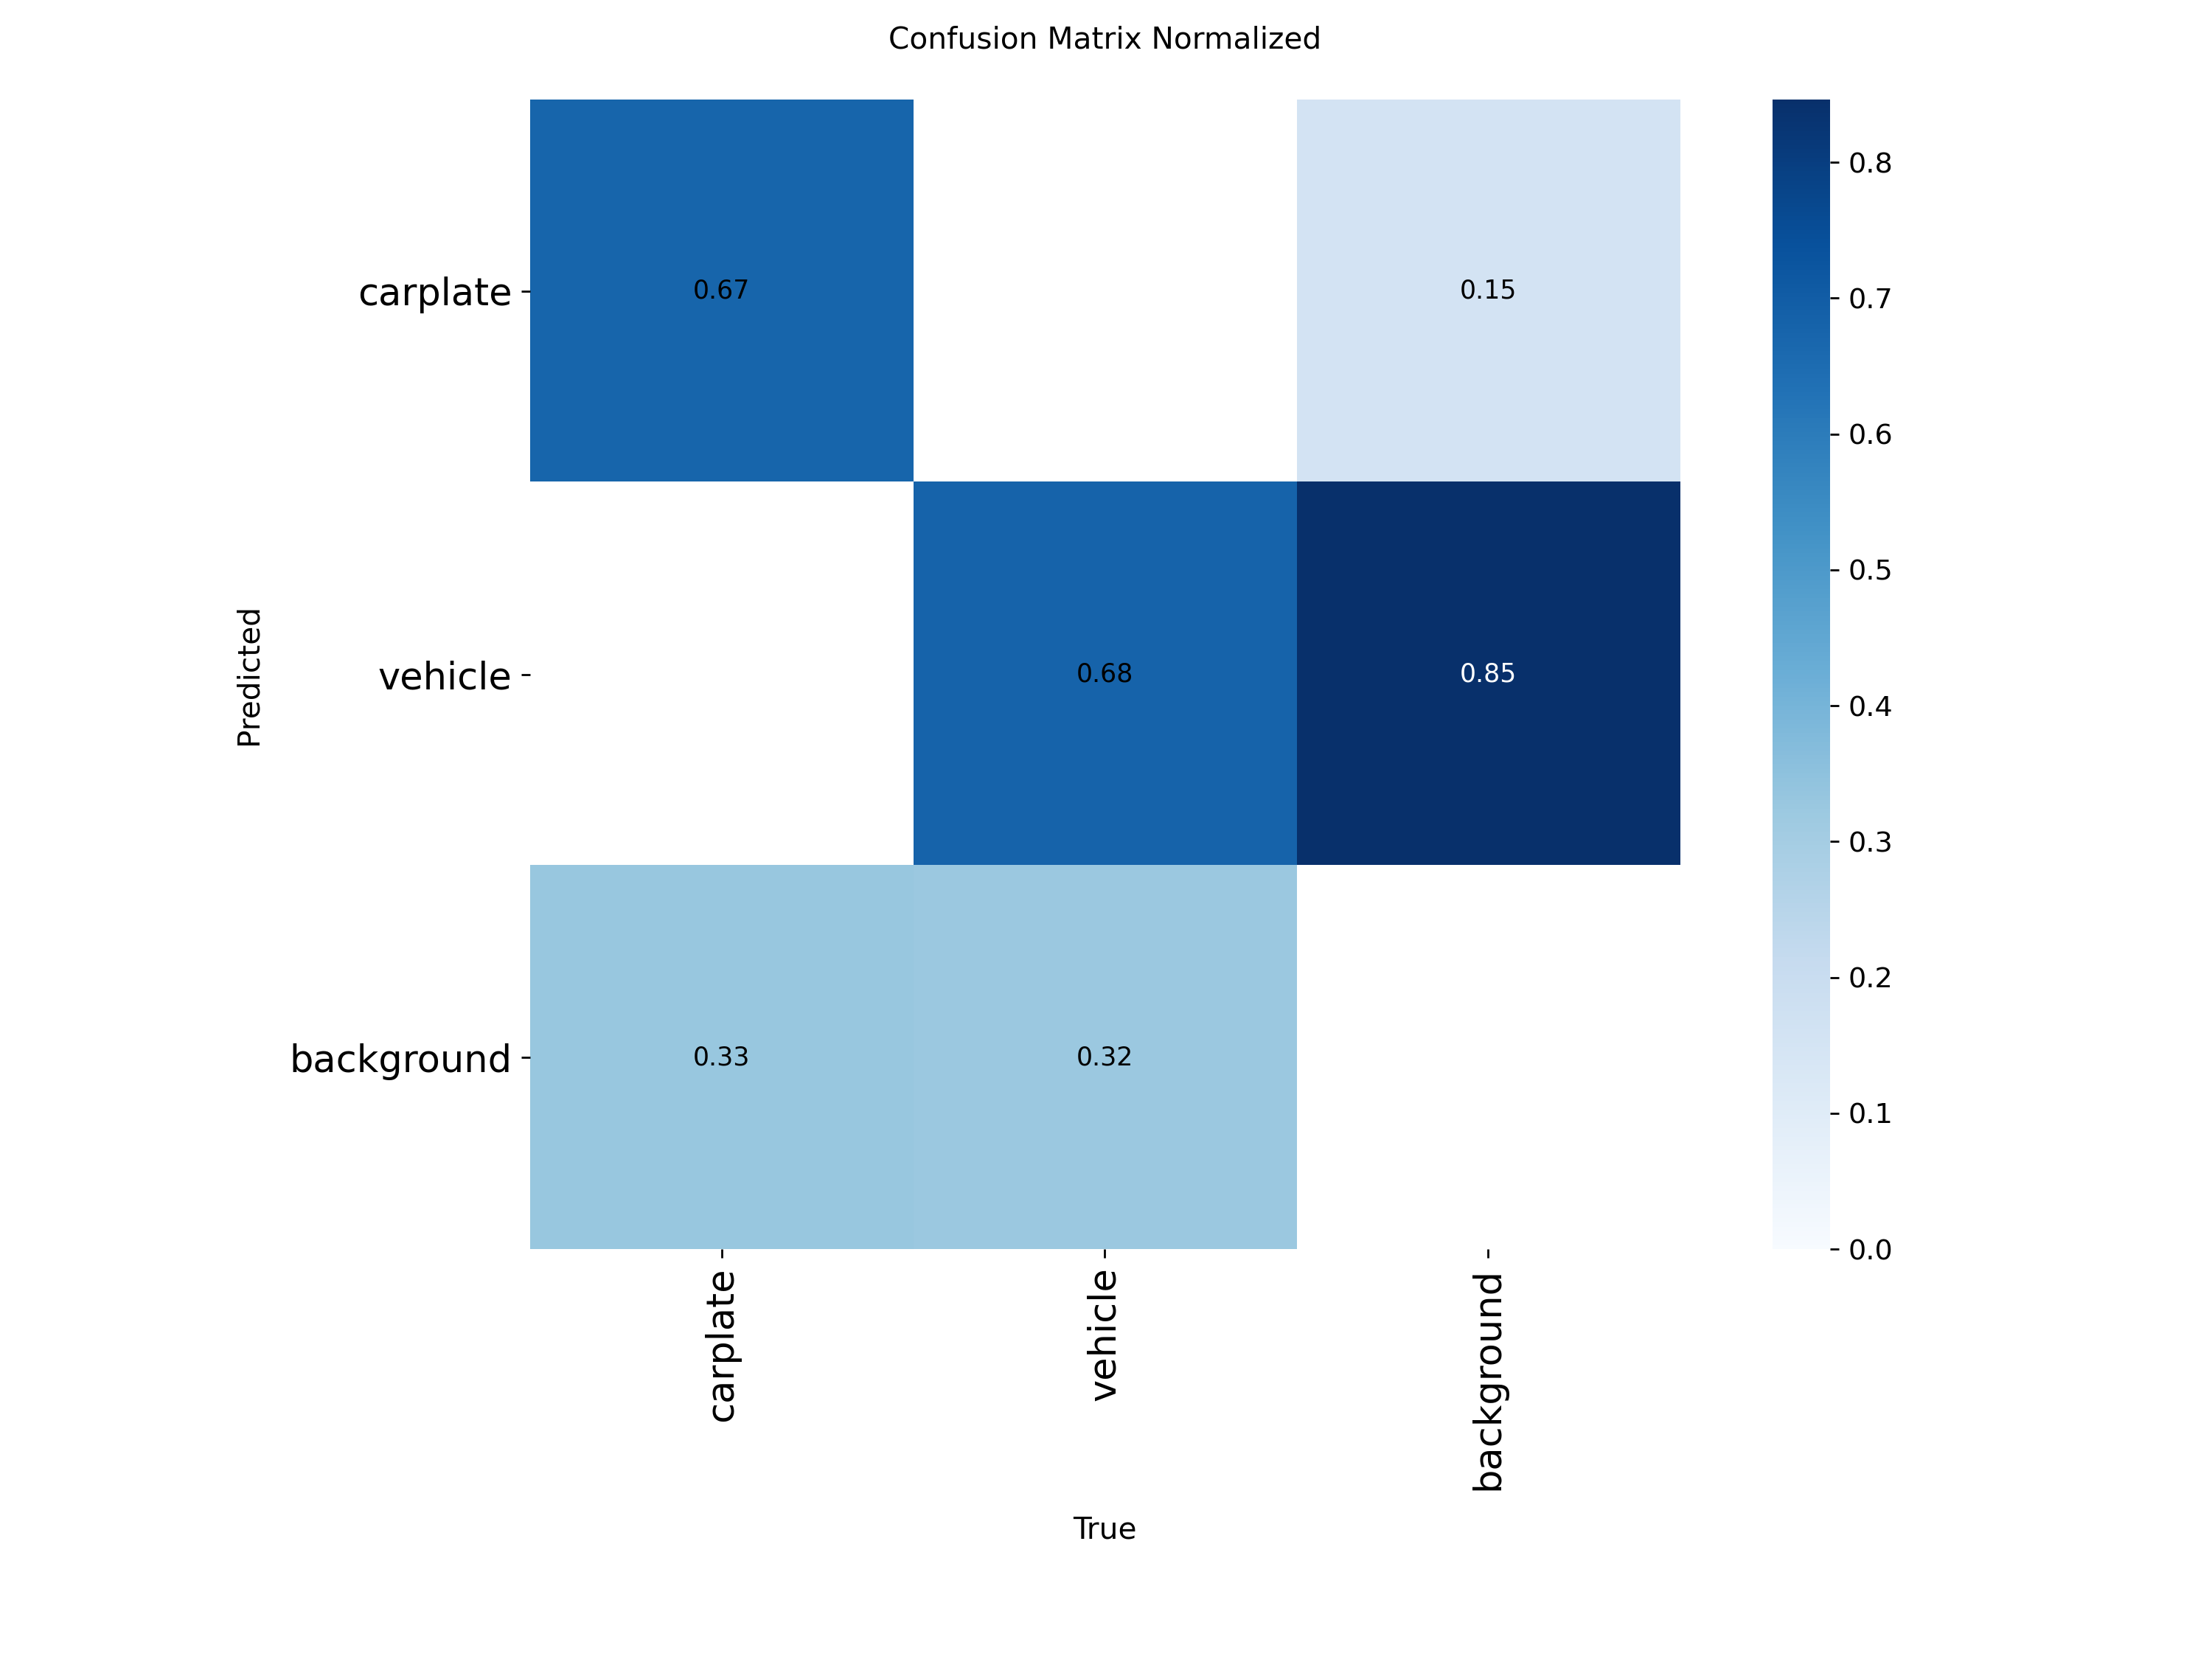 Confusion Matrix Normalized
carplate
0.67
0.15
0.8
0.7
0.6
0.5
0.4
0.3
0.2
0.1
0.0
Predicted
vehicle
0.68
0.85
background
0.33
0.32
carplate
vehicle
background
True